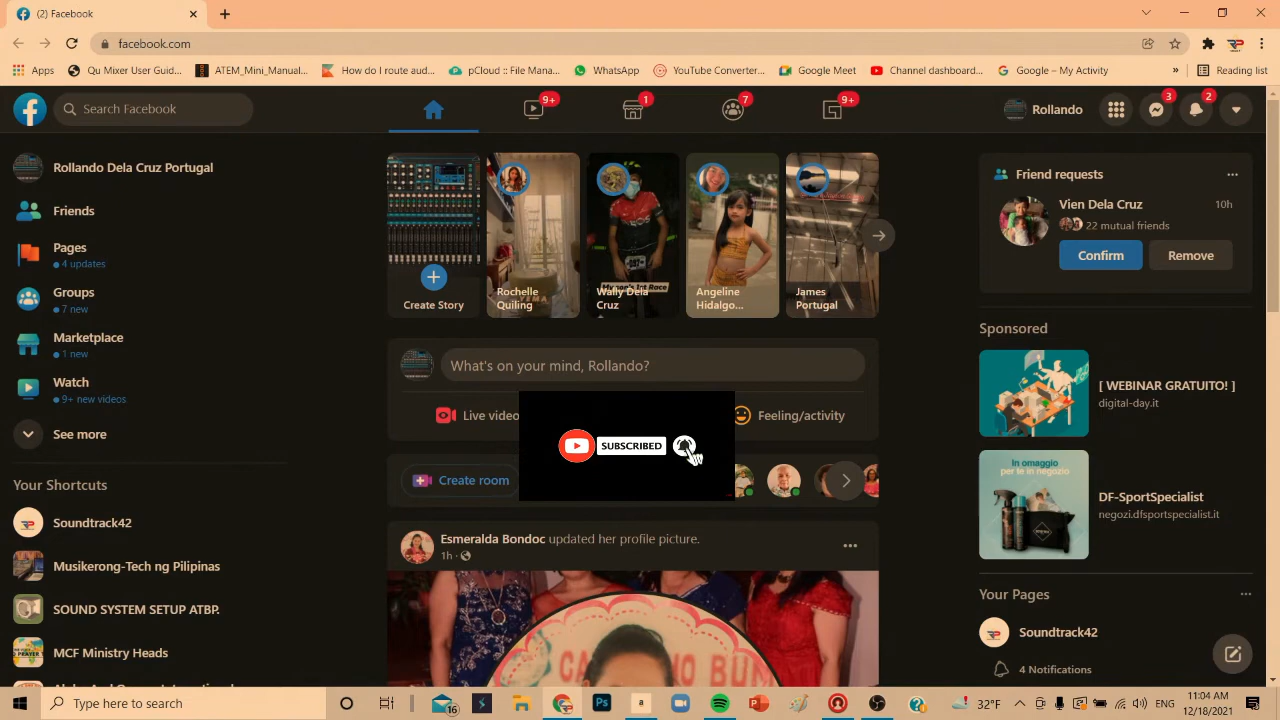 (2) Facebook
facebook.com
Apps
Qu Mixer User Guid...
ATEM_Mini_Manual...
How do I route aud...
pCloud :: File Mana...
WhatsApp
YouTube Converter...
Google Meet
Channel dashboard...
Google – My Activity
»
Reading list
Search Facebook
9+
1
7
9+
Rollando
3
2
Rollando Dela Cruz Portugal
Friends
Pages
4 updates
Groups
7 new
Marketplace
1 new
Watch
9+ new videos
See more
Your Shortcuts
Soundtrack42
Musikerong-Tech ng Pilipinas
SOUND SYSTEM SETUP ATBP.
MCF Ministry Heads
Create Story
Rochelle
Quiling
Wally Dela
Cruz
Angeline
Hidalgo...
James
Portugal
What's on your mind, Rollando?
Live video
Feeling/activity
SUBSCRIBED
Create room
Esmeralda Bondoc updated her profile picture.
1h ·
Friend requests
Vien Dela Cruz
10h
22 mutual friends
Confirm
Remove
Sponsored
[ WEBINAR GRATUITO! ]
digital-day.it
In omaggio
per te in negozio
DF-SportSpecialist
negozi.dfsportspecialist.it
Your Pages
Soundtrack42
4 Notifications
Type here to search
16
32°F
11:04 AM
12/18/2021